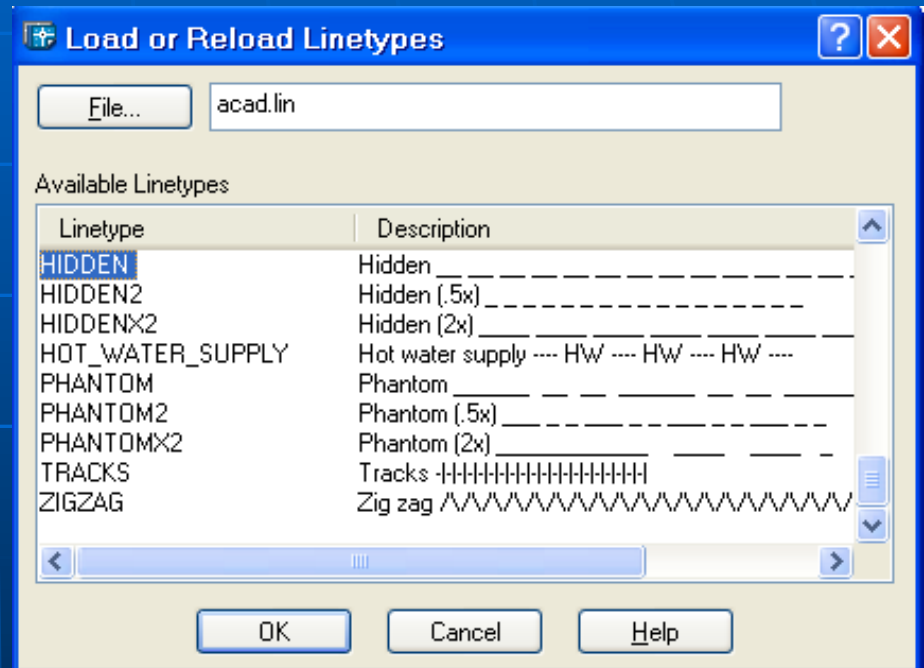 Load or Reload Linetypes
File...
acad.lin
Available Linetypes
Linetype Description
HIDDEN Hidden __ __ __ __ __ __ __ __ __ __ __ __ __ _
HIDDEN2 Hidden (.5x) _ _ _ _ _ _ _ _ _ _ _ _ _ _ _ _ _
HIDDENX2 Hidden (2x) ____ ____ ____ ____ ____ ____ ___
HOT_WATER_SUPPLY Hot water supply ---- HW ---- HW ---- HW ----
PHANTOM Phantom ______ __ __ ______ __ __ ______
PHANTOM2 Phantom (.5x) ___ _ _ ___ _ _ ___ _ _ ___ _ _
PHANTOMX2 Phantom (2x) ____________ ____ ____ _
TRACKS Tracks -|-|-|-|-|-|-|-|-|-|-|-|-|-|-|-|-|-|-|-|
ZIGZAG Zig zag /\/\/\/\/\/\/\/\/\/\/\/\/\/\/\/\/\/\/\/
OK Cancel Help